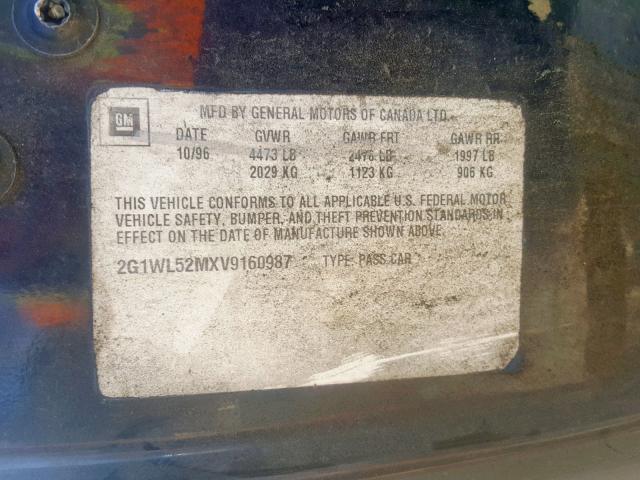 GM
MFD BY GENERAL MOTORS OF CANADA LTD.
DATE GVWR GAWR FRT GAWR RR
10/96 4473 LB 2476 LB 1997 LB
2029 KG 1123 KG 906 KG
THIS VEHICLE CONFORMS TO ALL APPLICABLE U.S. FEDERAL MOTOR
VEHICLE SAFETY, BUMPER, AND THEFT PREVENTION STANDARDS IN
EFFECT ON THE DATE OF MANUFACTURE SHOWN ABOVE.
2G1WL52MXV9160987 TYPE: PASS CAR